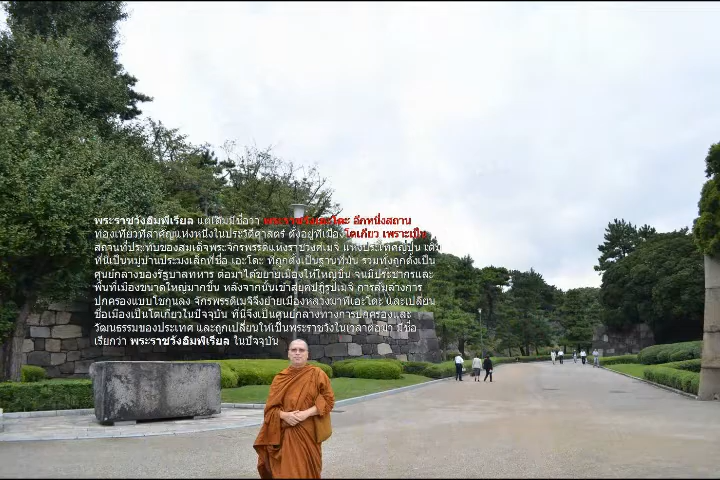 พระราชวังอิมพีเรียล แต่เดิมมีชื่อว่า พระราชวังเอะโดะ อีกหนึ่งสถาน
ท่องเที่ยวที่สำคัญแห่งหนึ่งในประวัติศาสตร์ ตั้งอยู่ที่เมือง โตเกียว เพราะเป็น
สถานที่ประทับของสมเด็จพระจักรพรรดิแห่งราชวงศ์เมจิ แห่งประเทศญี่ปุ่น เดิม
ที่นี่เป็นหมู่บ้านประมงเล็กที่ชื่อ เอะโดะ ที่ถูกตั้งเป็นฐานที่มั่น รวมทั้งถูกตั้งเป็น
ศูนย์กลางของรัฐบาลทหาร ต่อมาได้ขยายเมืองให้ใหญ่ขึ้น จนมีประชากรและ
พื้นที่เมืองขนาดใหญ่มากขึ้น หลังจากนั้นเข้าสู่ยุคปฏิรูปเมจิ การล้มล้างการ
ปกครองแบบโชกุนลง จักรพรรดิเมจิจึงย้ายเมืองหลวงมาที่เอะโดะ และเปลี่ยน
ชื่อเมืองเป็นโตเกียวในปัจจุบัน ที่นี่จึงเป็นศูนย์กลางทางการปกครองและ
วัฒนธรรมของประเทศ และถูกเปลี่ยนให้เป็นพระราชวังในเวลาต่อมา มีชื่อ
เรียกว่า พระราชวังอิมพีเรียล ในปัจจุบัน